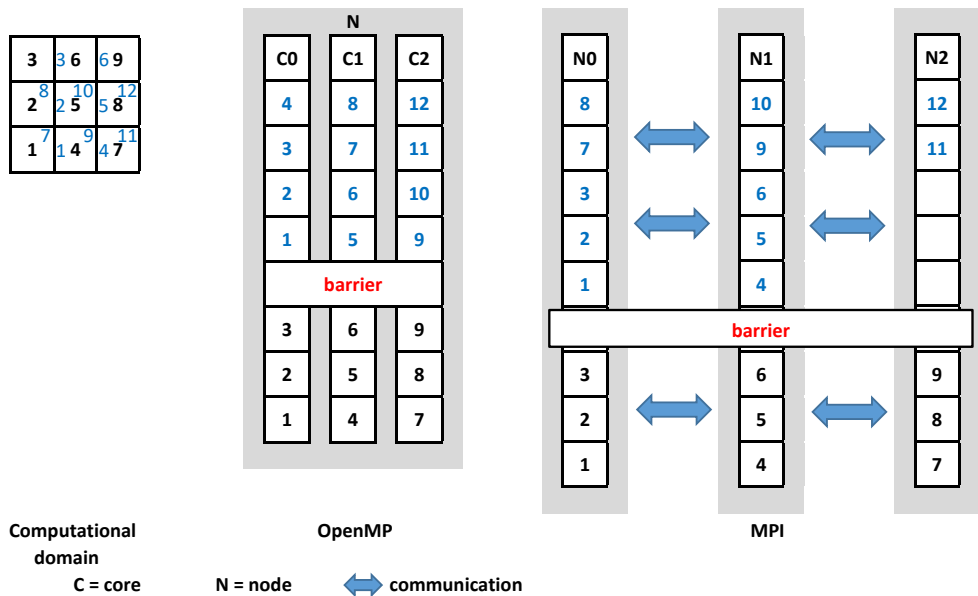 N
C0 C1 C2 N0 N1 N2
3 3 6 6 9
8 10 12
2 2 5 5 8
7 9 11
1 1 4 4 7
4 8 12 8 10 12
3 7 11 7 9 11
2 6 10 3 6
1 5 9 2 5
1 4
barrier
barrier
3 6 9 3 6 9
2 5 8 2 5 8
1 4 7 1 4 7
Computational
domain
OpenMP
MPI
C = core N = node communication